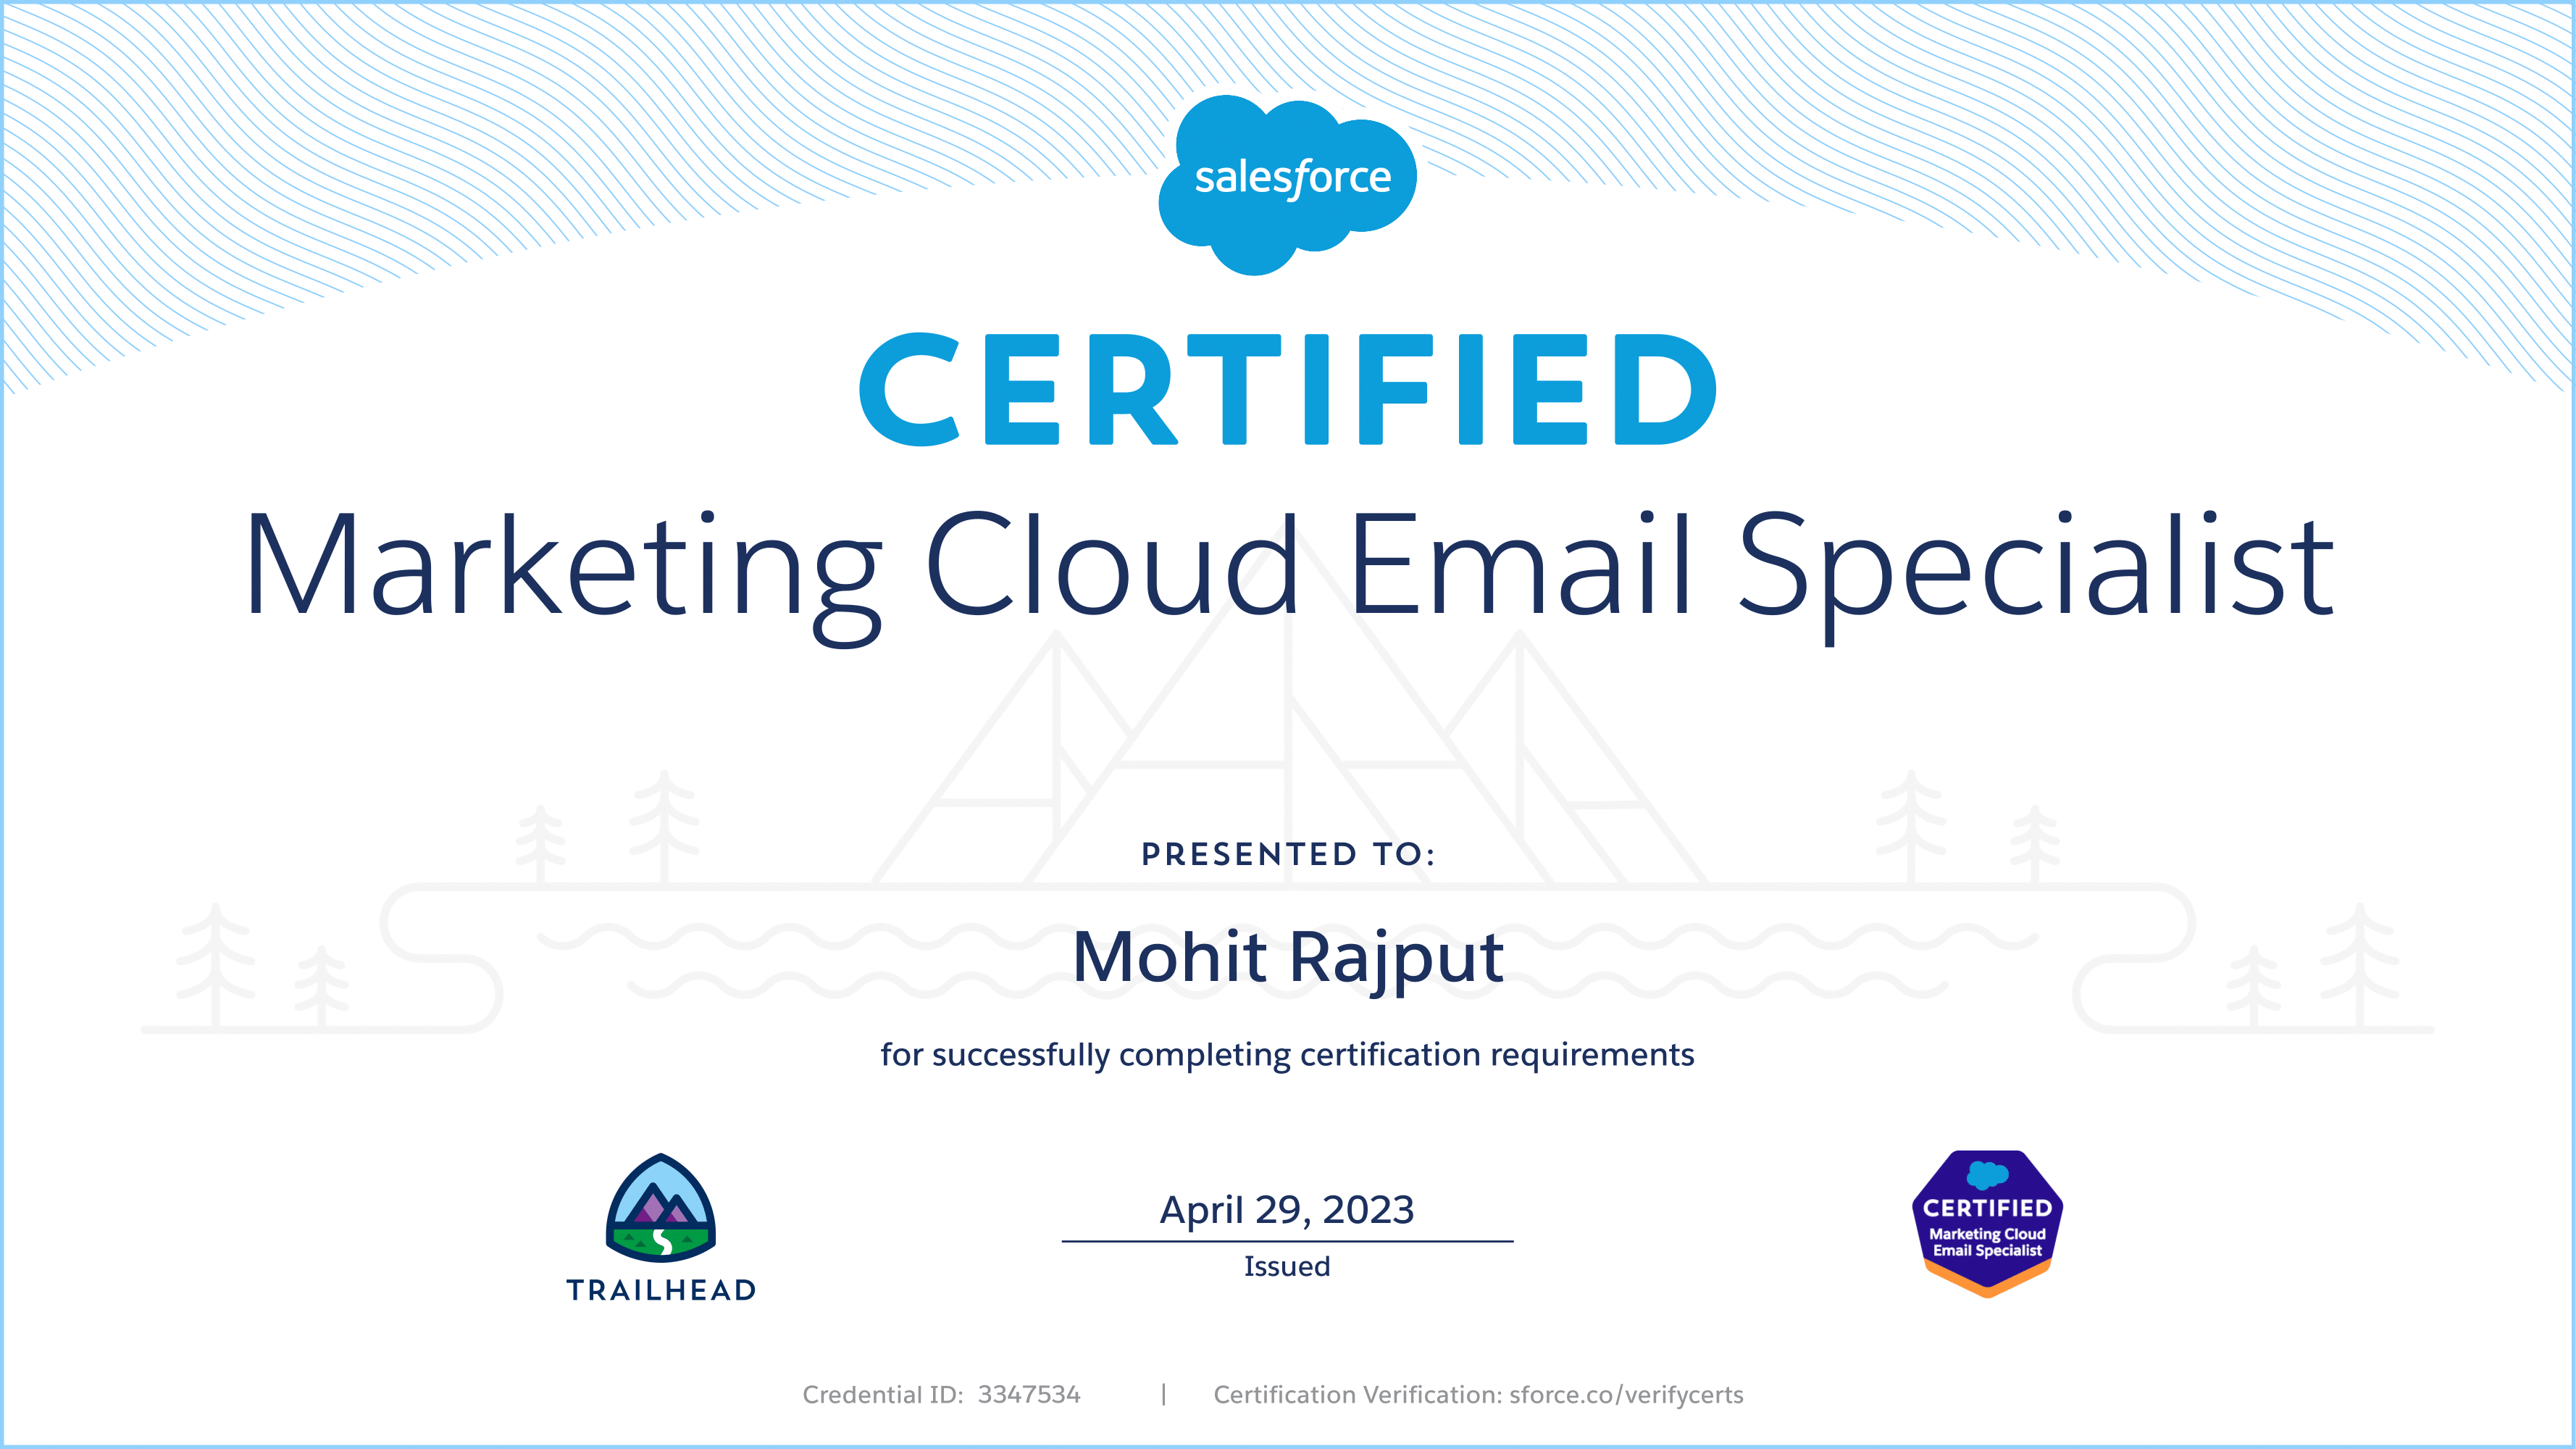 salesforce
CERTIFIED
Marketing Cloud Email Specialist
PRESENTED TO:
Mohit Rajput
for successfully completing certification requirements
TRAILHEAD
April 29, 2023
Issued
CERTIFIED
Marketing Cloud
Email Specialist
Credential ID: 3347534 | Certification Verification: sforce.co/verifycerts